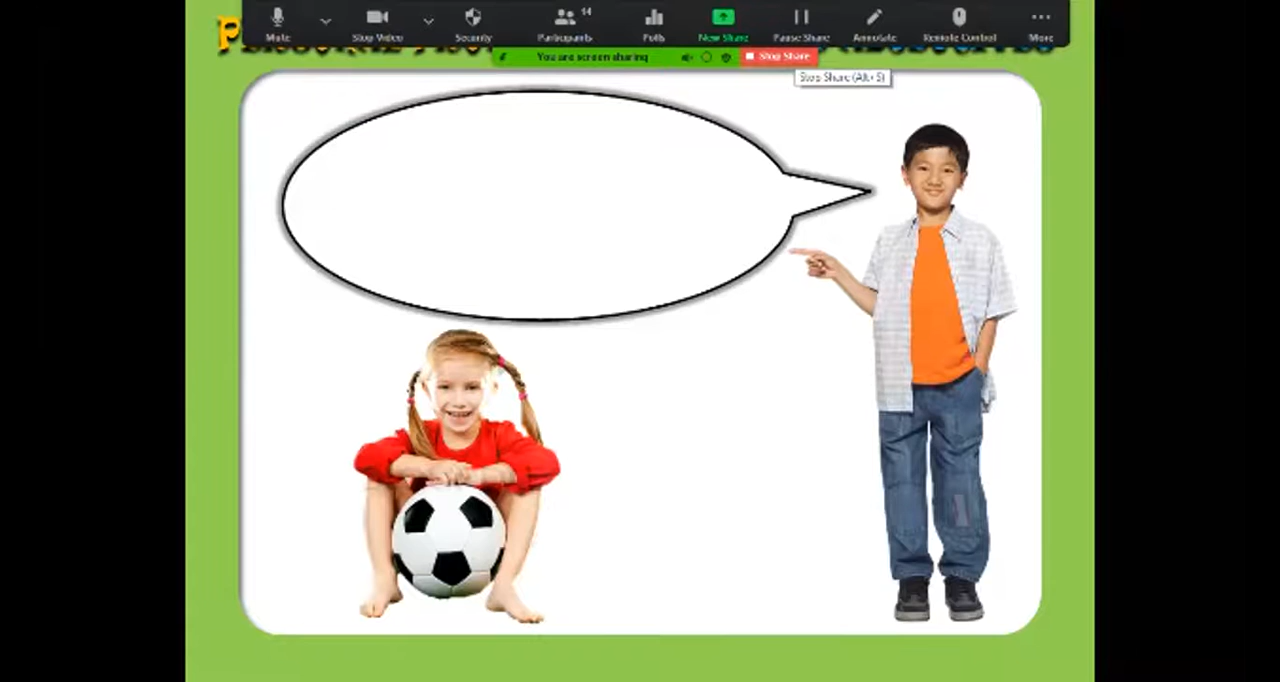 14
Mute Stop Video Security Participants Polls New Share Pause Share Annotate Remote Control More
You are screen sharing Stop Share
Stop Share (Alt+S)